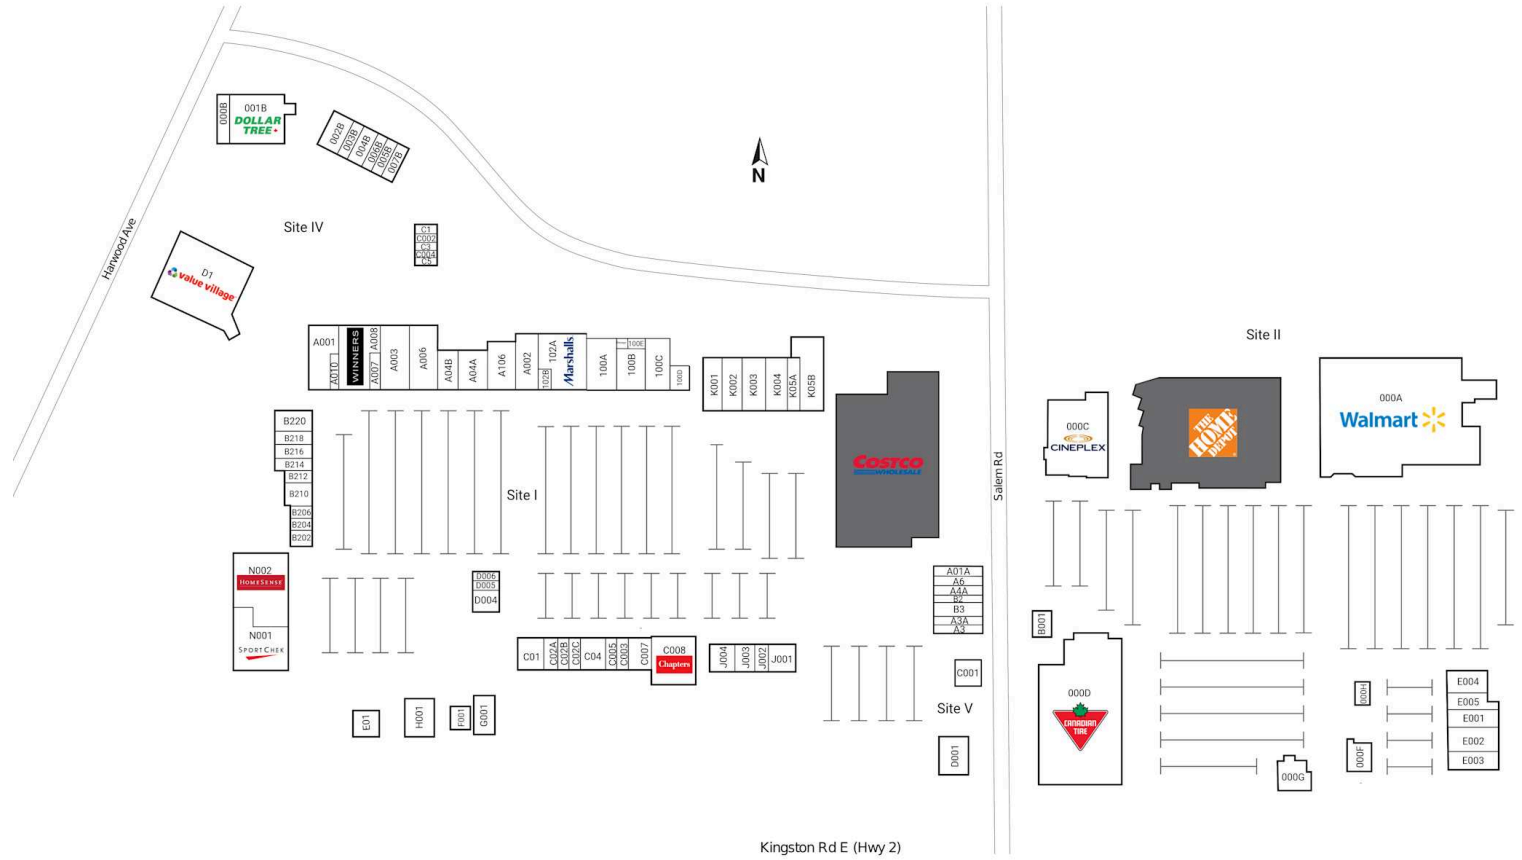 000B
001B
DOLLAR
TREE
002B
003B
004B
006B
005B
007B
N
Harwood Ave
Site IV
C1
C002
C3
C004
C5
D1
value village
A001
A010
WINNERS
A008
A007
A003
A006
A04B
A04A
A106
A002
102A
102B
Marshalls
100A
100E
100B
100C
100D
K001
K002
K003
K004
K05A
K05B
Site II
COSTCO
WHOLESALE
Salem Rd
000C
CINEPLEX
THE
HOME
DEPOT
000A
Walmart
B220
B218
B216
B214
B212
B210
B206
B204
B202
Site I
N002
HOMESENSE
N001
SPORTCHEK
D006
D005
D004
A01A
A6
A4A
B2
B3
A3A
A3
B001
C01
C02A
C02B
C02C
C04
C005
C003
C007
C008
Chapters
J004
J003
J002
J001
C001
Site V
D001
E01
H001
F001
G001
000D
CANADIAN
TIRE
000H
000F
000G
E004
E005
E001
E002
E003
Kingston Rd E (Hwy 2)